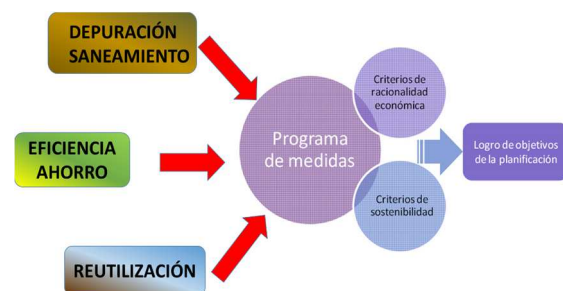 DEPURACIÓN
SANEAMIENTO
EFICIENCIA
AHORRO
REUTILIZACIÓN
Programa
de medidas
Criterios de
racionalidad
económica
Criterios de
sostenibilidad
Logro de objetivos
de la planificación